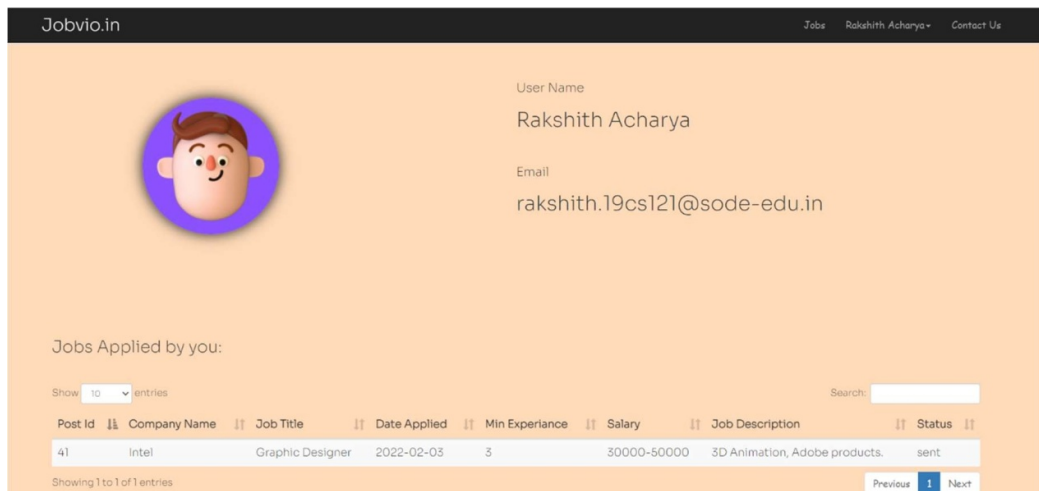 Jobvio.in Jobs Rakshith Acharya Contact Us
User Name
Rakshith Acharya
Email
rakshith.19cs121@sode-edu.in
Jobs Applied by you:
Show 10 entries Search:
Post Id Company Name Job Title Date Applied Min Experiance Salary Job Description Status
41 Intel Graphic Designer 2022-02-03 3 30000-50000 3D Animation, Adobe products. sent
Showing 1 to 1 of 1 entries Previous 1 Next